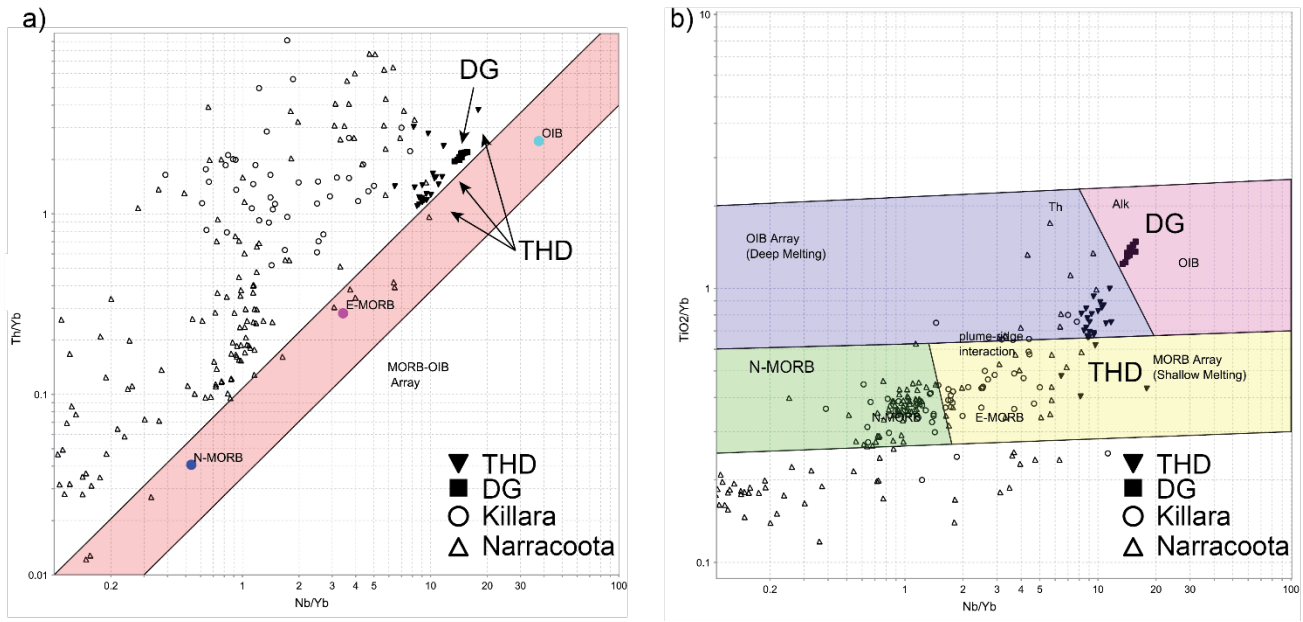 a)
DG
OIB
1
THD
E-MORB
Th/Yb
MORB-OIB
Array
0.1
N-MORB
THD
DG
Killara
Narracoota
0.01
0.2
1
2
3
4
5
10
20
100
Nb/Yb
b)
10
Th
Alk
DG
OIB Array
(Deep Melting)
OIB
TiO2/Yb
1
plume-ridge
interaction
N-MORB
THD
MORB Array
(Shallow Melting)
N-MORB
E-MORB
THD
DG
Killara
Narracoota
0.1
0.2
1
2
3
4
5
10
20
100
Nb/Yb